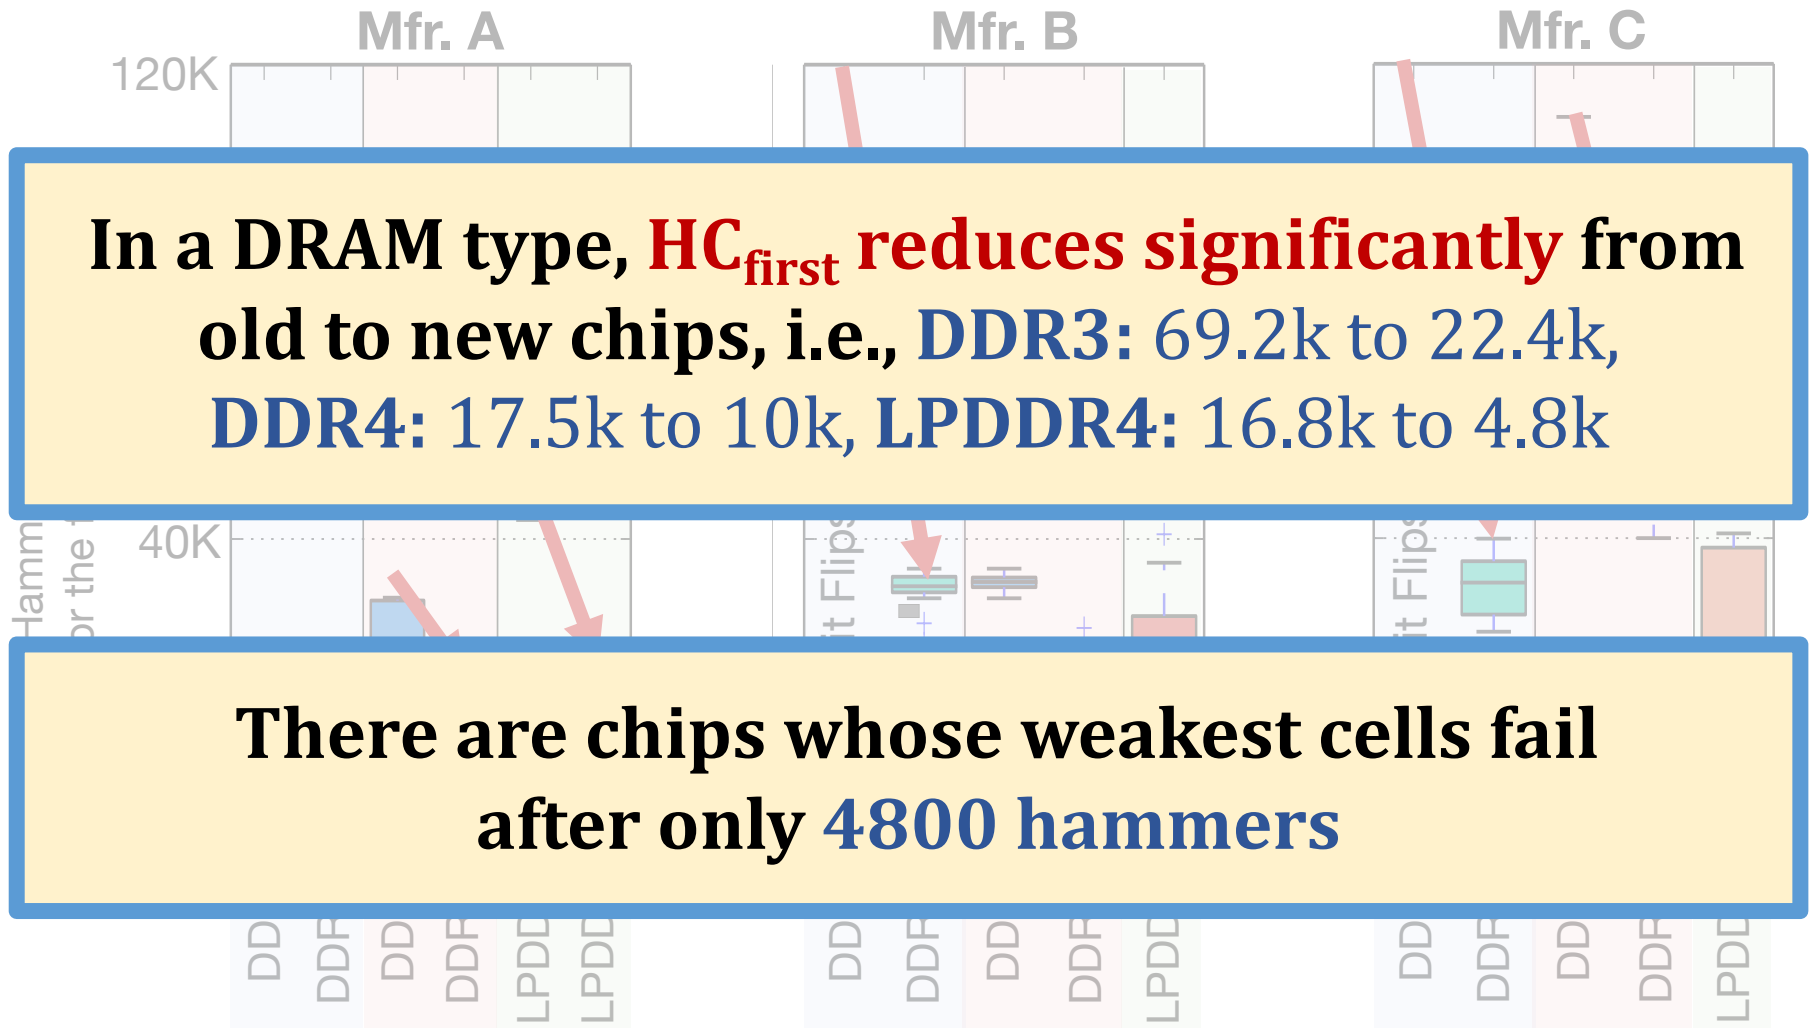 Mfr. A Mfr. B Mfr. C
120K
In a DRAM type, HCfirst reduces significantly from
old to new chips, i.e., DDR3: 69.2k to 22.4k,
DDR4: 17.5k to 10k, LPDDR4: 16.8k to 4.8k
40K
There are chips whose weakest cells fail
after only 4800 hammers